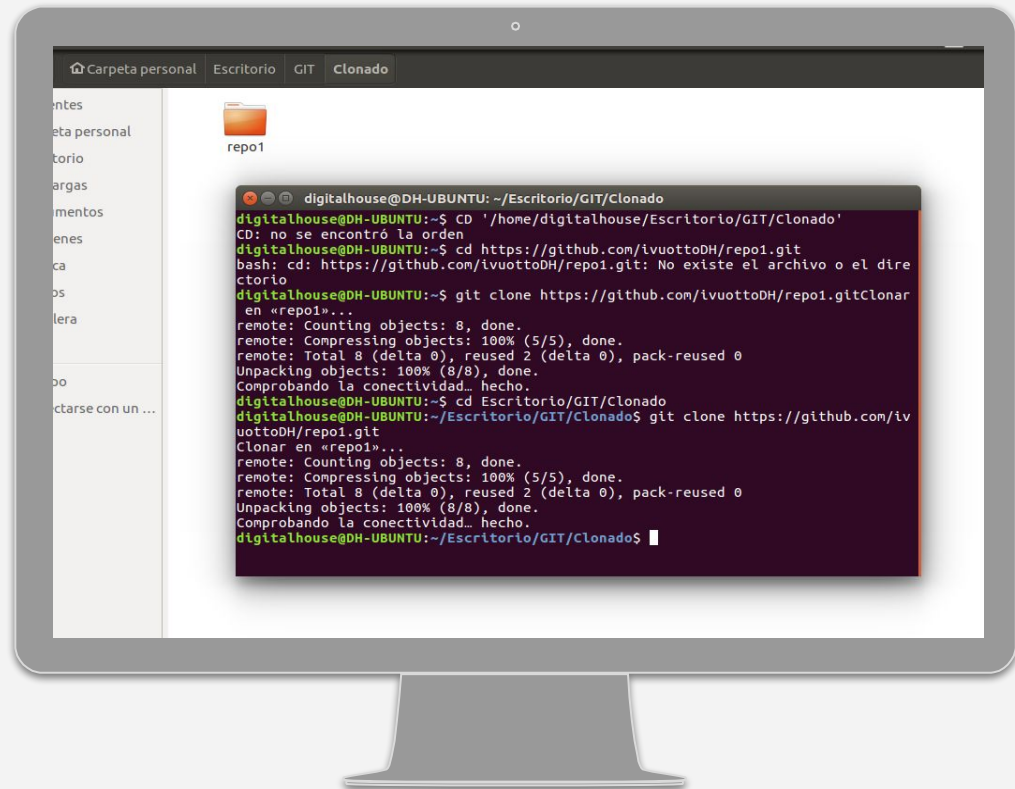 Carpeta personal Escritorio GIT Clonado
entes
eta personal
torio
argas
mentos
enes
ca
os
lera
po
ctarse con un ...
repo1
digitalhouse@DH-UBUNTU: ~/Escritorio/GIT/Clonado
digitalhouse@DH-UBUNTU:~$ CD '/home/digitalhouse/Escritorio/GIT/Clonado'
CD: no se encontró la orden
digitalhouse@DH-UBUNTU:~$ cd https://github.com/ivuottoDH/repo1.git
bash: cd: https://github.com/ivuottoDH/repo1.git: No existe el archivo o el dire
ctorio
digitalhouse@DH-UBUNTU:~$ git clone https://github.com/ivuottoDH/repo1.gitClonar
 en «repo1»...
remote: Counting objects: 8, done.
remote: Compressing objects: 100% (5/5), done.
remote: Total 8 (delta 0), reused 2 (delta 0), pack-reused 0
Unpacking objects: 100% (8/8), done.
Comprobando la conectividad… hecho.
digitalhouse@DH-UBUNTU:~$ cd Escritorio/GIT/Clonado
digitalhouse@DH-UBUNTU:~/Escritorio/GIT/Clonado$ git clone https://github.com/iv
uottoDH/repo1.git
Clonar en «repo1»...
remote: Counting objects: 8, done.
remote: Compressing objects: 100% (5/5), done.
remote: Total 8 (delta 0), reused 2 (delta 0), pack-reused 0
Unpacking objects: 100% (8/8), done.
Comprobando la conectividad… hecho.
digitalhouse@DH-UBUNTU:~/Escritorio/GIT/Clonado$